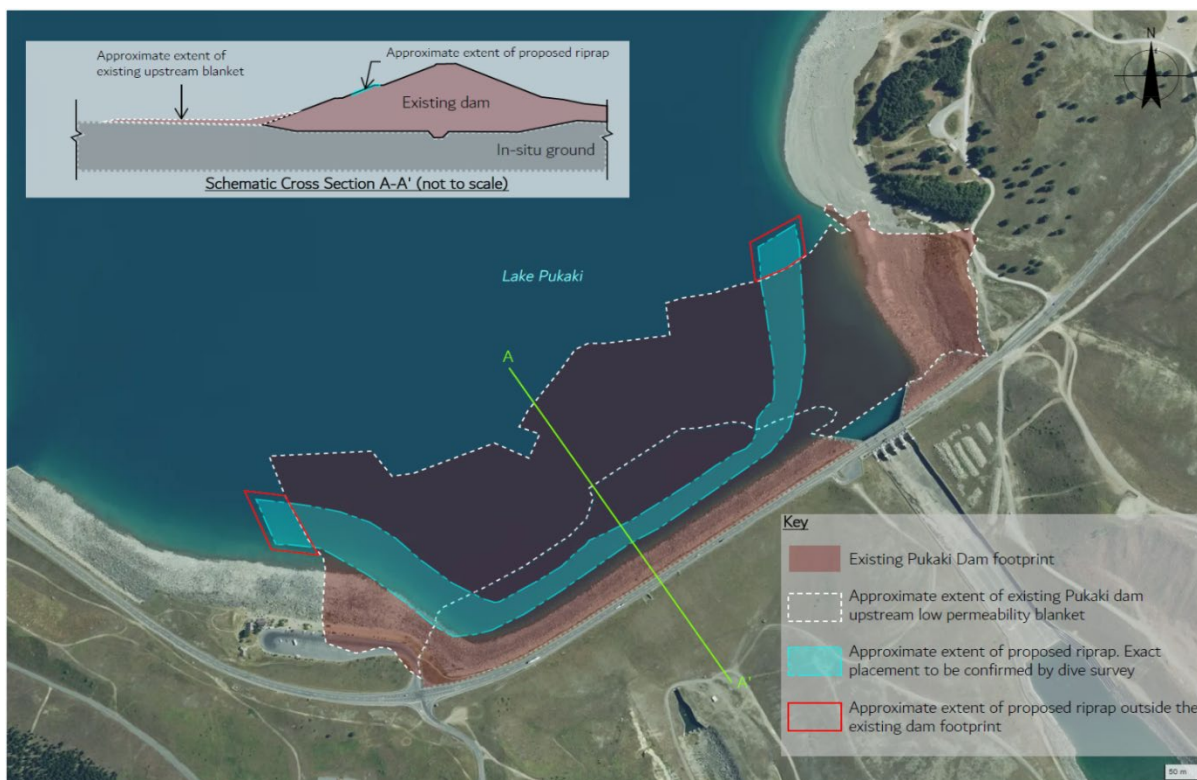 Approximate extent of
existing upstream blanket
Approximate extent of proposed riprap
Existing dam
In-situ ground
Schematic Cross Section A-A' (not to scale)
N
Lake Pukaki
A
A'
Key
Existing Pukaki Dam footprint
Approximate extent of existing Pukaki dam
upstream low permeability blanket
Approximate extent of proposed riprap. Exact
placement to be confirmed by dive survey
Approximate extent of proposed riprap outside the
existing dam footprint
50 m